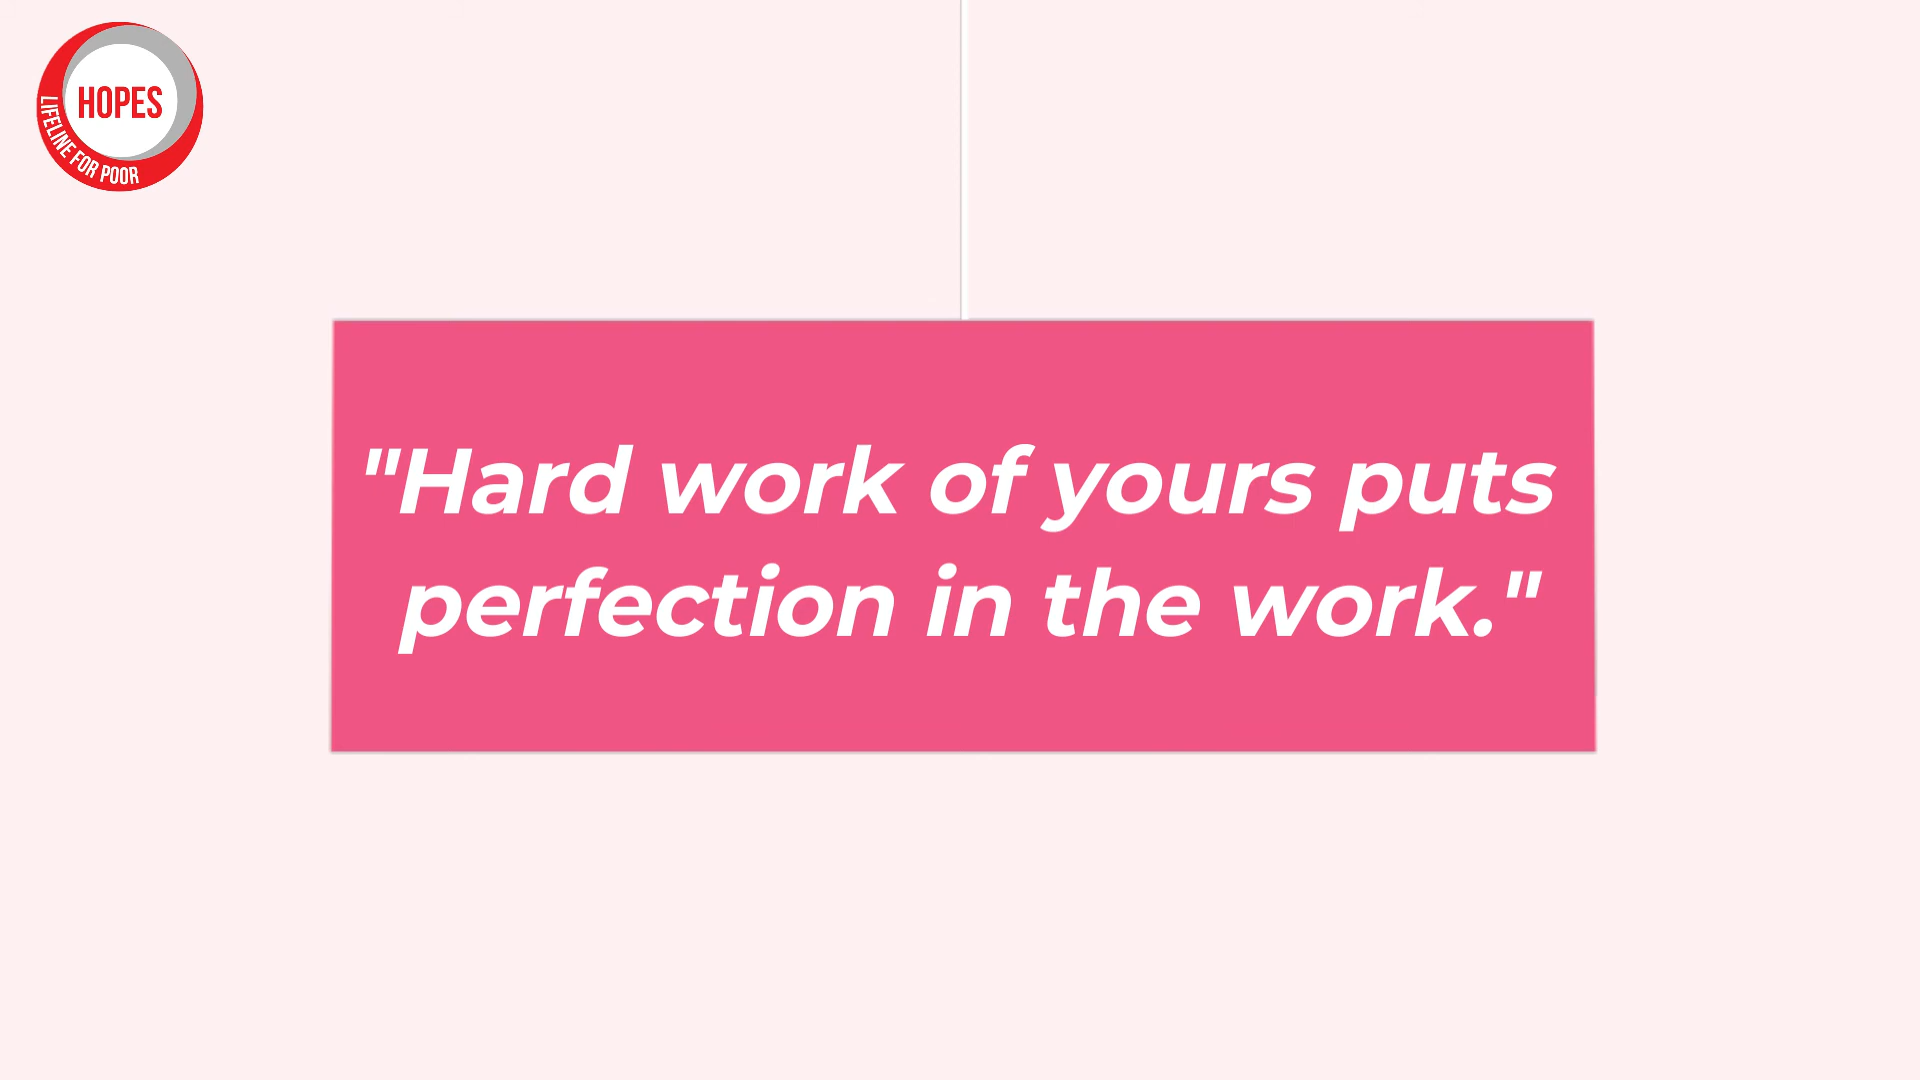 HOPES
LIFELINE FOR POOR
"Hard work of yours puts
perfection in the work."